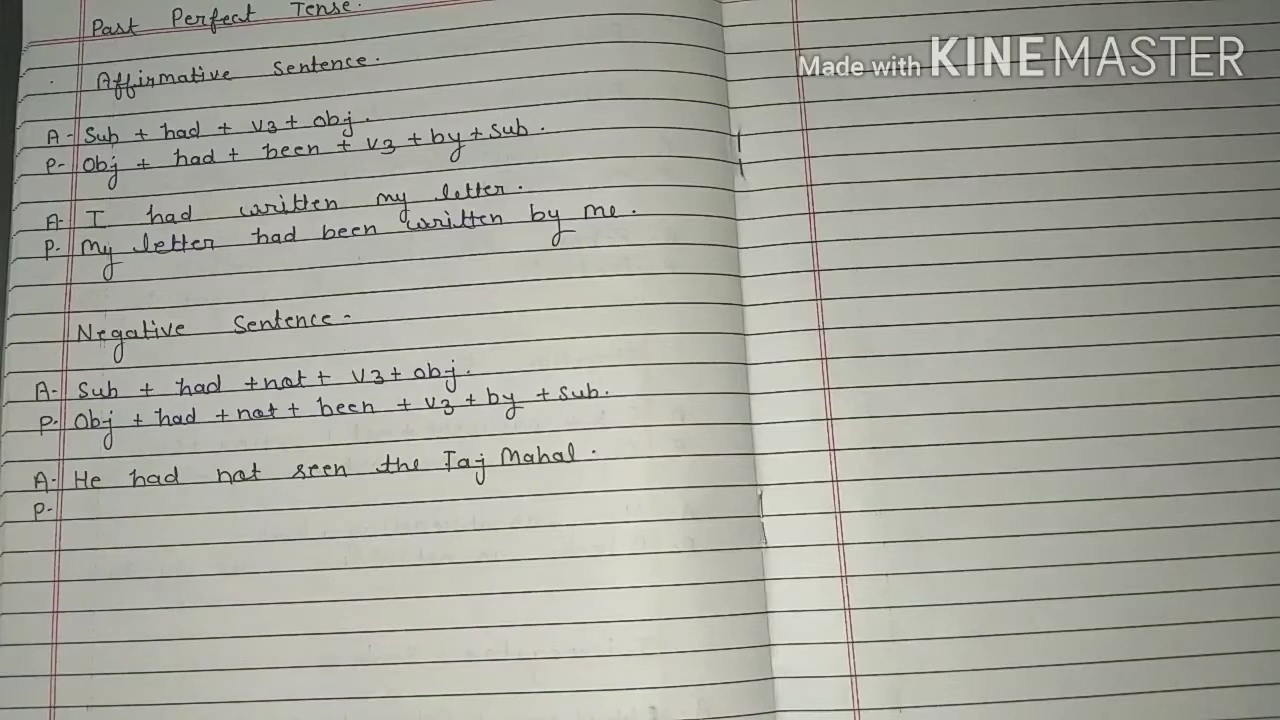 Past Perfect Tense.
Made with KINEMASTER
Affirmative Sentence.
A- Sub + had + v3 + obj.
P- Obj + had + been + v3 + by + sub.
A- I had written my letter.
P- My letter had been written by me.
Negative Sentence-
A- Sub + had + not + v3 + obj.
P- Obj + had + not + been + v3 + by + sub.
A- He had not seen the Taj Mahal.
P-